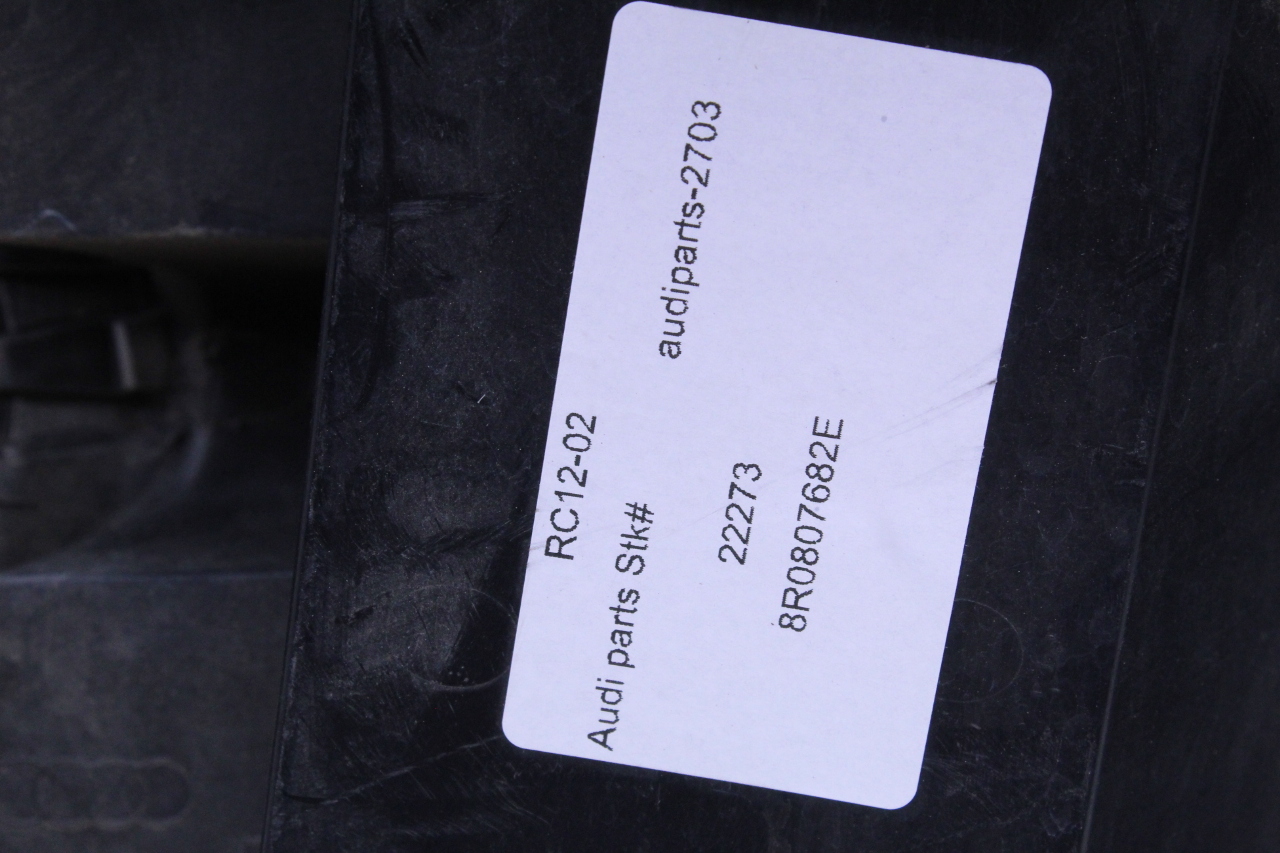 RC12-02
Audi parts Stk#
audiparts-2703
22273
8R0807682E